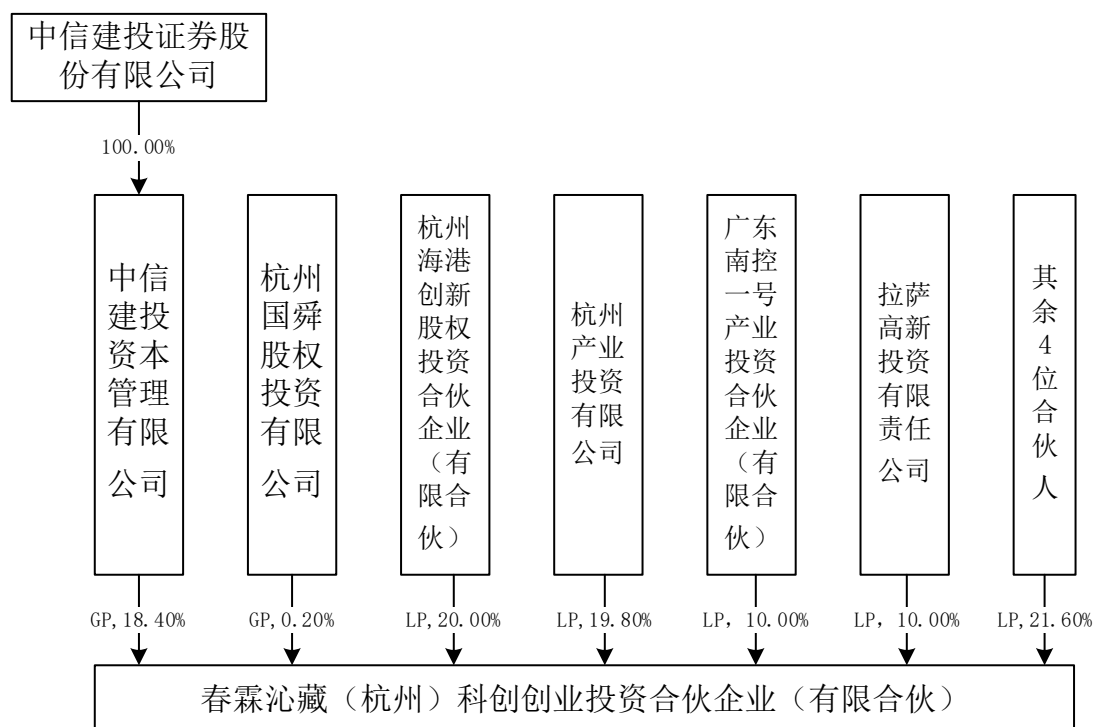 中信建投证券股
份有限公司
100.00%
中信
建投
资本
管理
有限
公司
杭州
国舜
股权
投资
有限
公司
杭州
海港
创新
股权
投资
合伙
企业
（有
限合
伙）
杭州
产业
投资
有限
公司
广东
南控
一号
产业
投资
合伙
企业
（有
限合
伙）
拉萨
高新
投资
有限
责任
公司
其
余
4
位
合
伙
人
GP,18.40%
GP,0.20%
LP,20.00%
LP,19.80%
LP，10.00%
LP，10.00%
LP,21.60%
春霖沁藏（杭州）科创创业投资合伙企业（有限合伙）